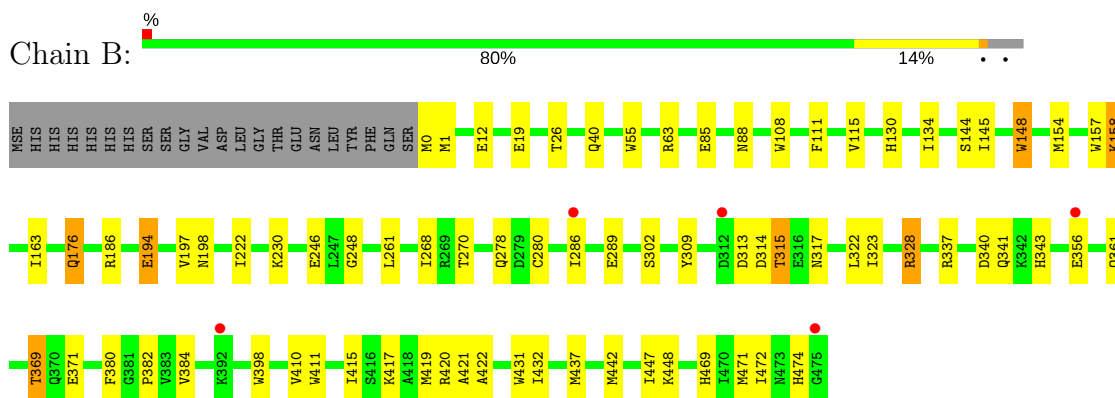 %
Chain B:
80% 14% • •
MSE HIS HIS HIS HIS HIS HIS SER SER GLY VAL ASP LEU GLY THR GLU ASN LEU TYR PHE GLN SER M0 M1 E12 E19 T26 Q40 W55 R63 E85 N88 W108 F111 V115 H130 I134 S144 I145 W148 M154 W157 K158
I163 Q176 R186 E194 V197 N198 I222 K230 E246 L247 G248 L261 I268 R269 T270 Q278 D279 C280 I286 E289 S302 Y309 D312 D313 D314 T315 E316 N317 L322 I323 R328 R337 D340 Q341 K342 H343 E356 Q361
T369 Q370 E371 F380 G381 P382 V383 V384 K392 W398 V410 W411 I415 S416 K417 A418 M419 R420 A421 A422 W431 I432 M437 M442 I447 K448 H469 I470 M471 I472 N473 H474 G475